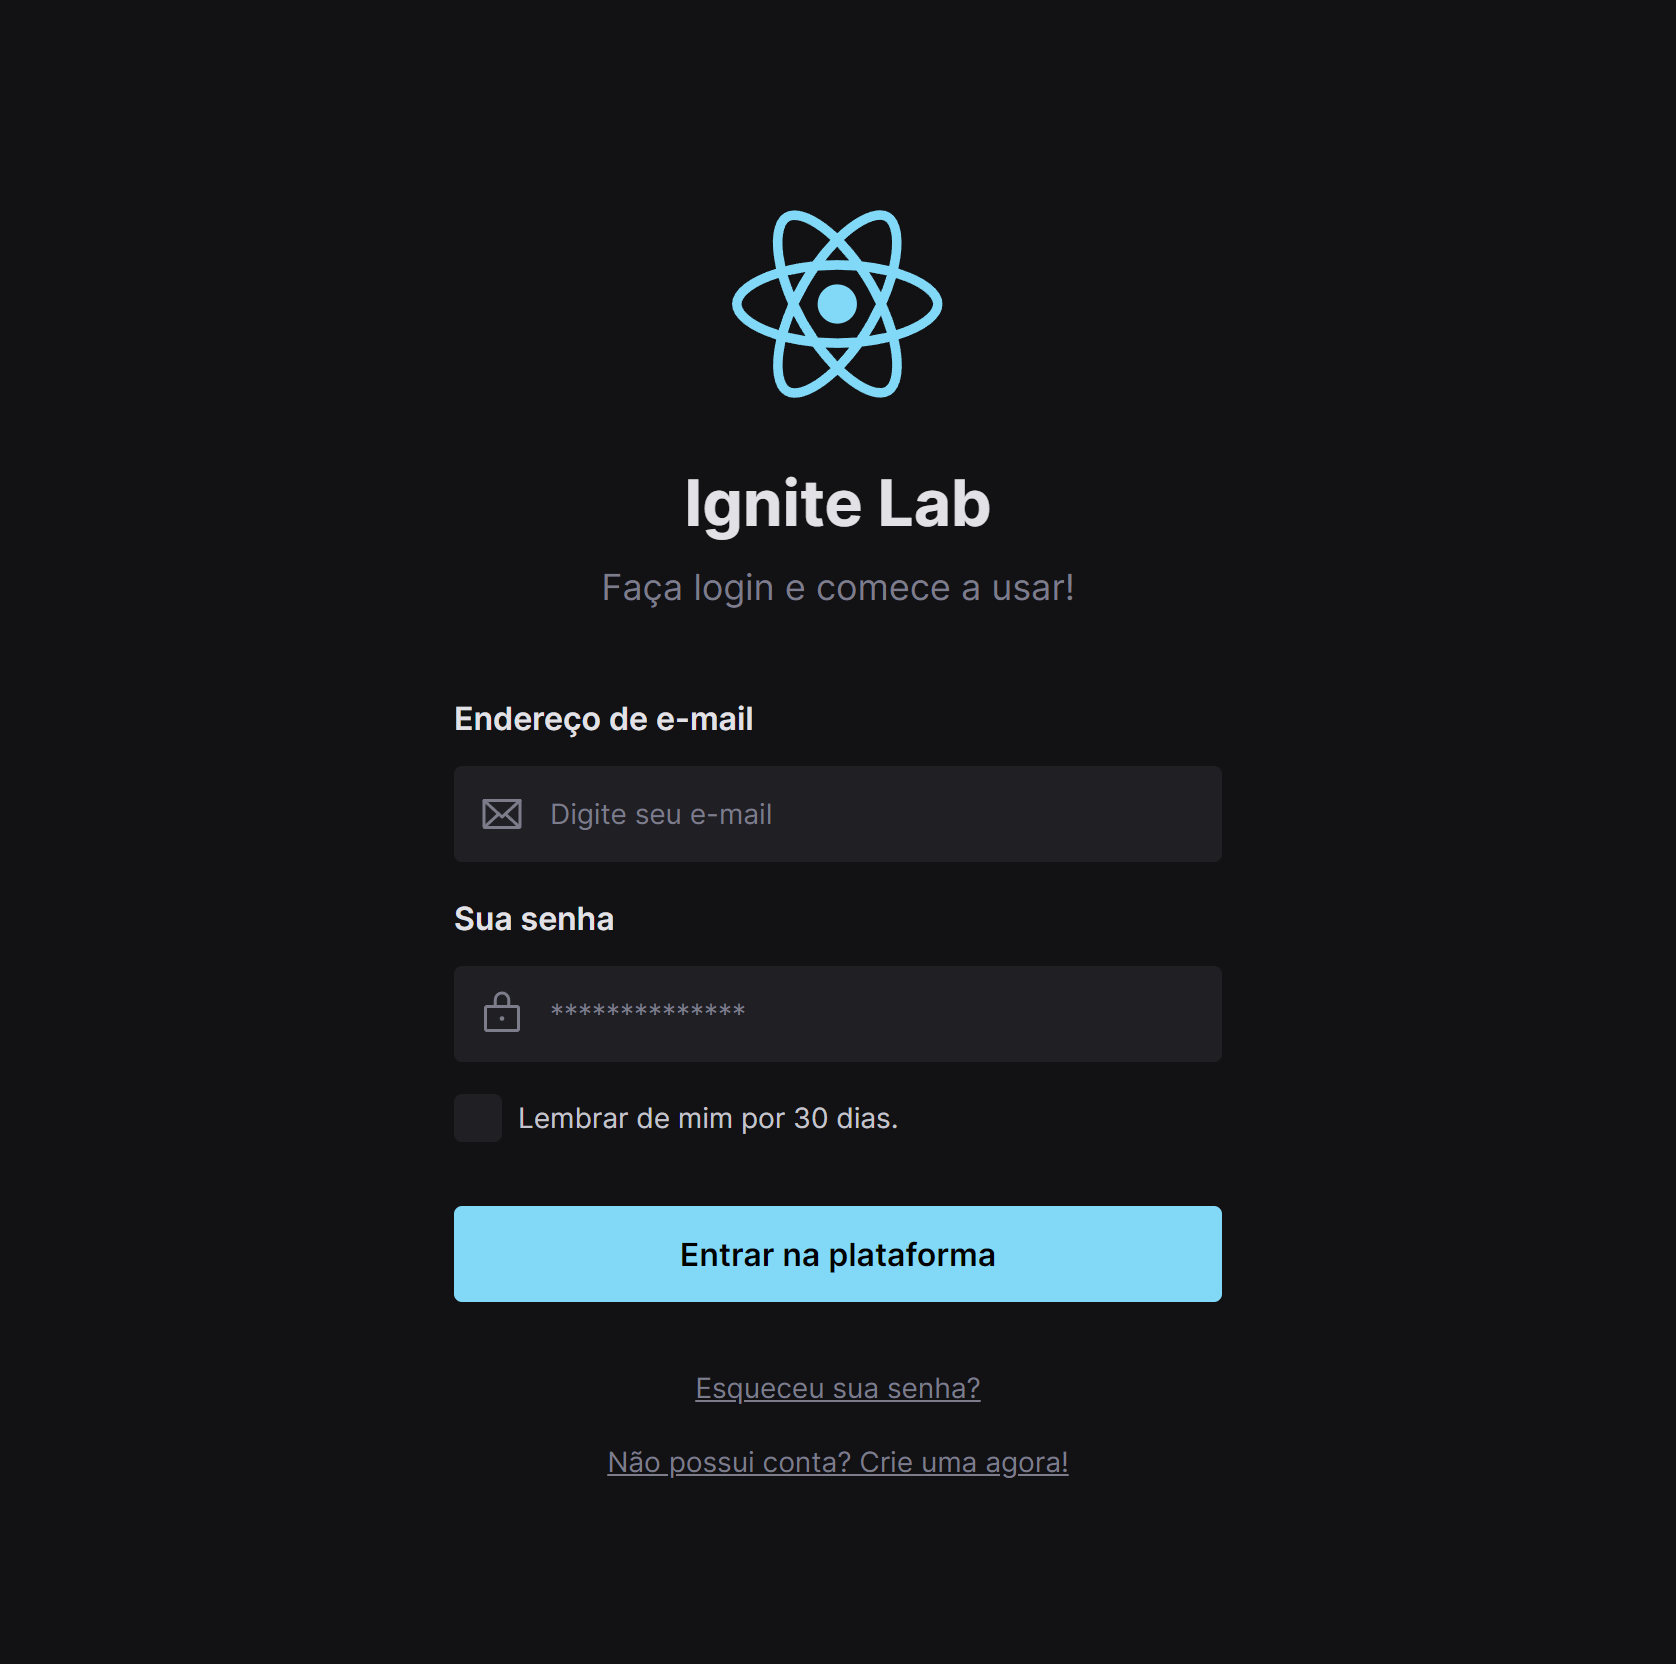 Ignite Lab
Faça login e comece a usar!
Endereço de e-mail
Digite seu e-mail
Sua senha
**************
Lembrar de mim por 30 dias.
Entrar na plataforma
Esqueceu sua senha?
Não possui conta? Crie uma agora!